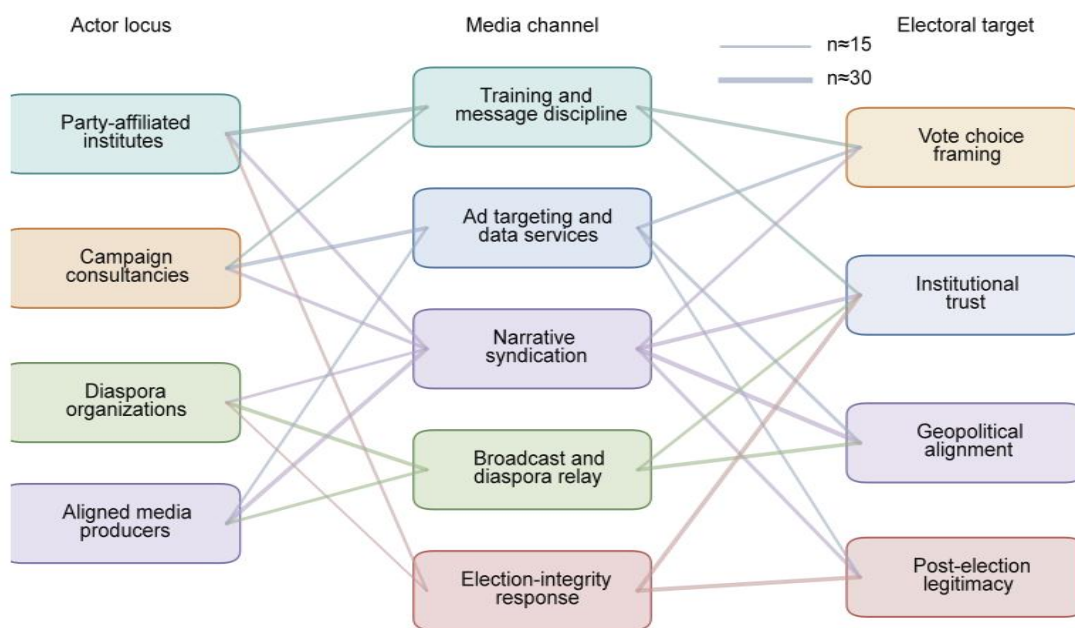 Actor locus
Media channel
Electoral target
n≈15
n≈30
Party-affiliated
institutes
Campaign
consultancies
Diaspora
organizations
Aligned media
producers
Training and
message discipline
Ad targeting and
data services
Narrative
syndication
Broadcast and
diaspora relay
Election-integrity
response
Vote choice
framing
Institutional
trust
Geopolitical
alignment
Post-election
legitimacy